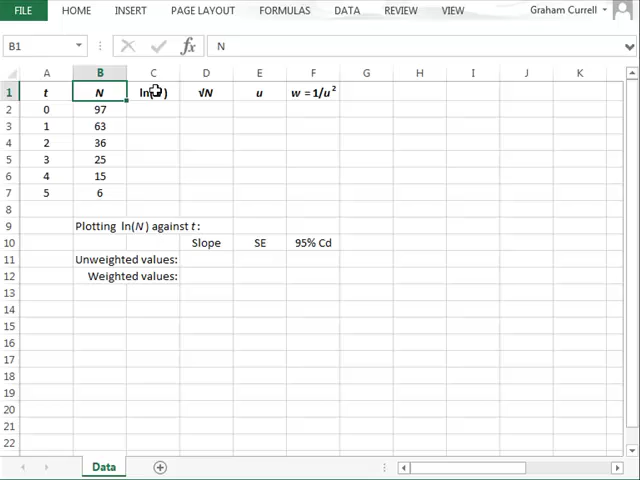 FILE HOME INSERT PAGE LAYOUT FORMULAS DATA REVIEW VIEW Graham Currell
B1 fx N
A B C D E F G H I J K
1 t N ln( ) √N u w = 1/u²
2 0 97
3 1 63
4 2 36
5 3 25
6 4 15
7 5 6
8
9 Plotting ln(N) against t:
10 Slope SE 95% Cd
11 Unweighted values:
12 Weighted values:
13
14
15
16
17
18
19
20
21
22
Data